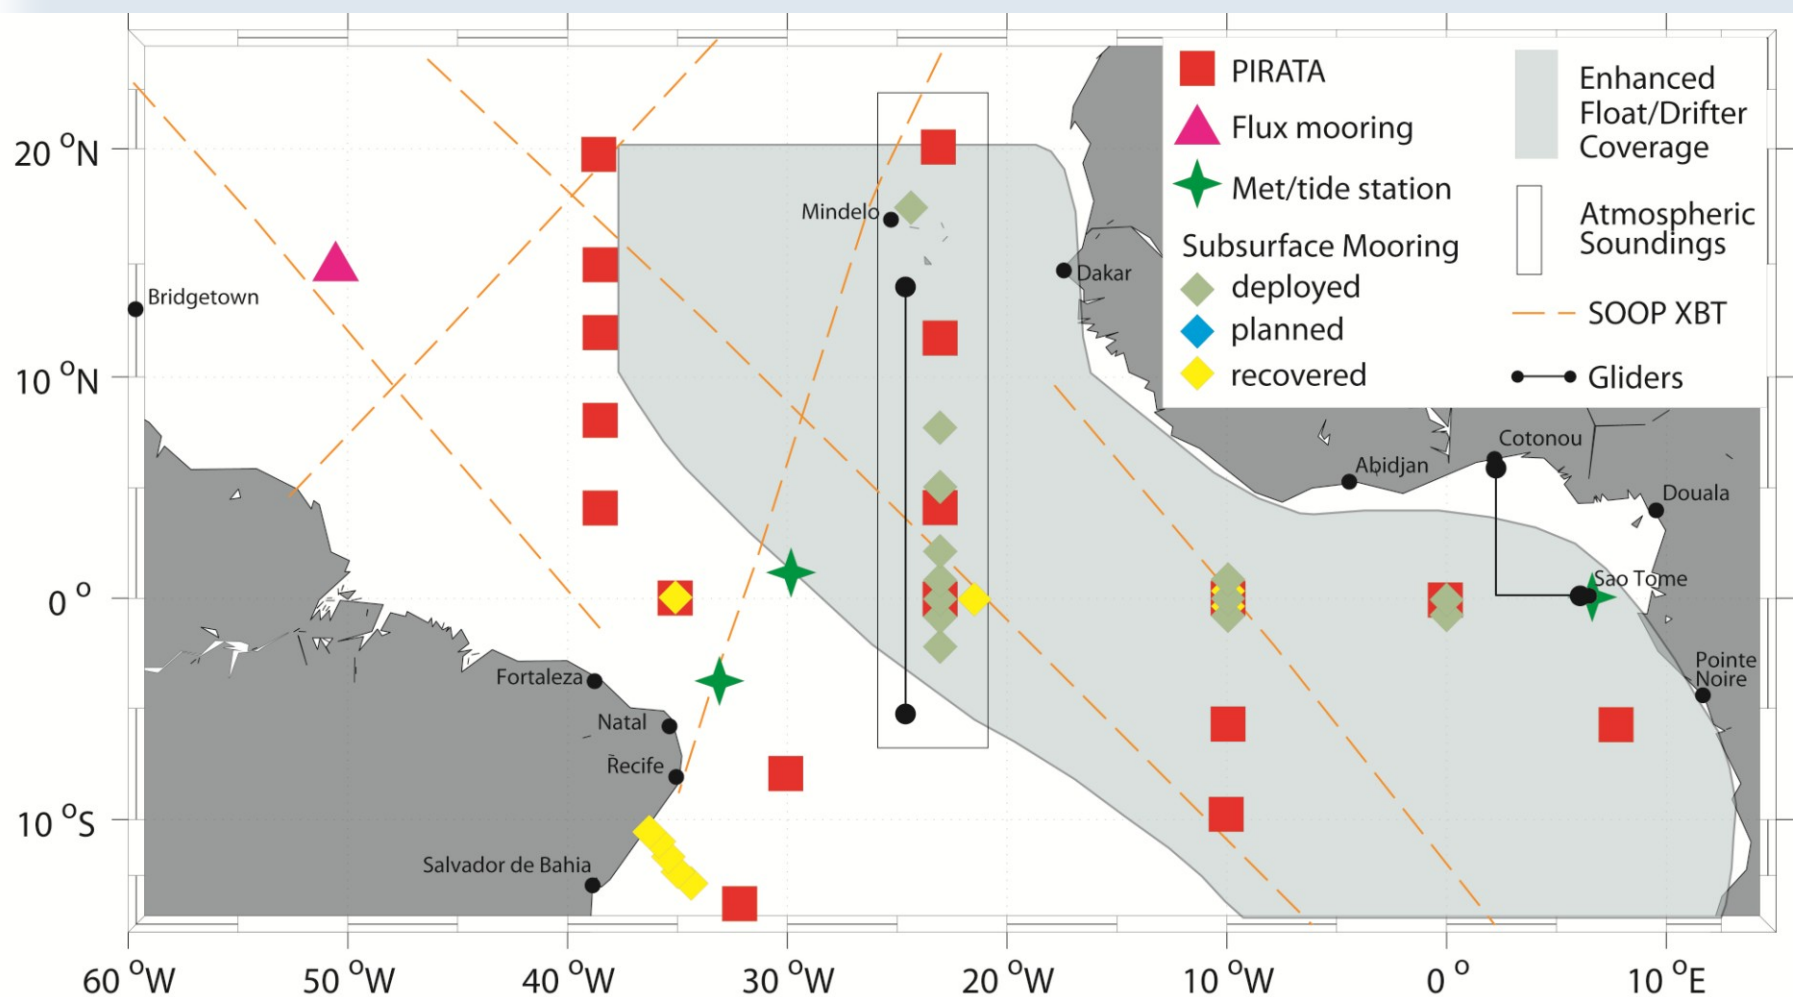 PIRATA
Flux mooring
Met/tide station
Subsurface Mooring
deployed
planned
recovered
Enhanced
Float/Drifter
Coverage
Atmospheric
Soundings
SOOP XBT
Gliders
20 °N
10 °N
0 °
10 °S
Mindelo
Dakar
Bridgetown
Cotonou
Abidjan
Douala
Sao Tome
Pointe
Noire
Fortaleza
Natal
Recife
Salvador de Bahia
60 °W
50 °W
40 °W
30 °W
20 °W
10 °W
0 °
10 °E